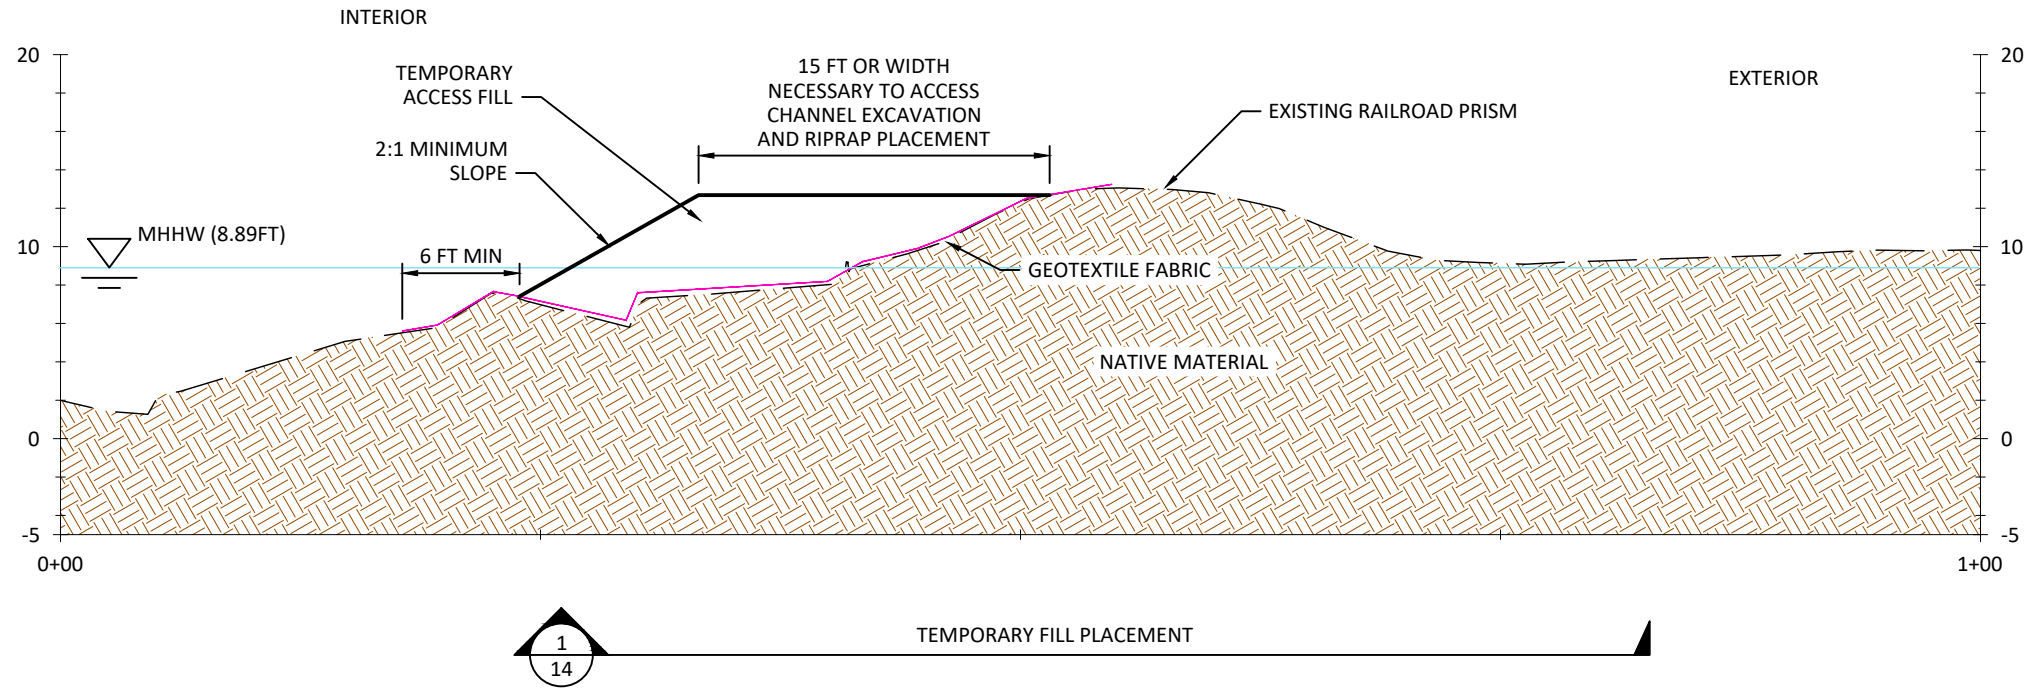 INTERIOR
20
20
TEMPORARY
ACCESS FILL
15 FT OR WIDTH
NECESSARY TO ACCESS
CHANNEL EXCAVATION
AND RIPRAP PLACEMENT
EXTERIOR
EXISTING RAILROAD PRISM
2:1 MINIMUM
SLOPE
MHHW (8.89FT)
10
10
6 FT MIN
GEOTEXTILE FABRIC
NATIVE MATERIAL
0
0
-5
-5
0+00
1+00
1
14
TEMPORARY FILL PLACEMENT